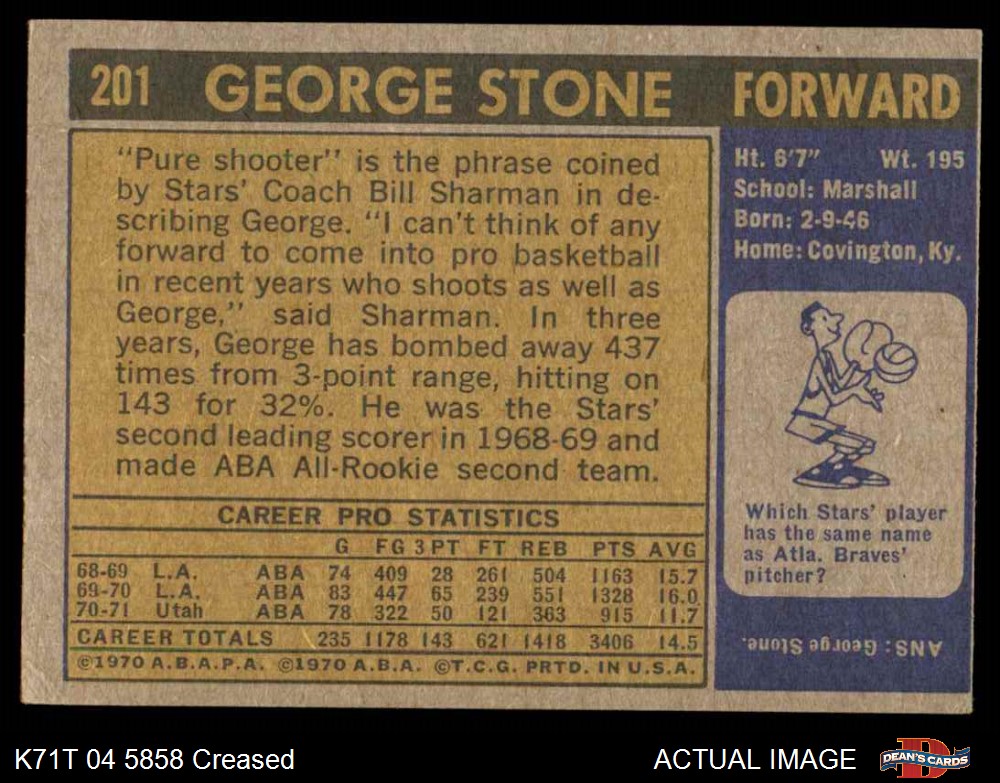 201 GEORGE STONE FORWARD
"Pure shooter" is the phrase coined
by Stars' Coach Bill Sharman in de-
scribing George. "I can't think of any
forward to come into pro basketball
in recent years who shoots as well as
George," said Sharman. In three
years, George has bombed away 437
times from 3-point range, hitting on
143 for 32%. He was the Stars'
second leading scorer in 1968-69 and
made ABA All-Rookie second team.
CAREER PRO STATISTICS
G FG 3PT FT REB PTS AVG
68-69 L.A. ABA 74 409 28 261 504 1163 15.7
69-70 L.A. ABA 83 447 65 239 551 1328 16.0
70-71 Utah ABA 78 322 50 121 363 915 11.7
CAREER TOTALS 235 1178 143 621 1418 3406 14.5
©1970 A.B.A.P.A. ©1970 A.B.A. ©T.C.G. PRTD. IN U.S.A.
Ht. 6'7" Wt. 195
School: Marshall
Born: 2-9-46
Home: Covington, Ky.
Which Stars' player
has the same name
as Atla. Braves'
pitcher?
ANS: George Stone.
K71T 04 5858 Creased
ACTUAL IMAGE
D
DEAN'S CARDS